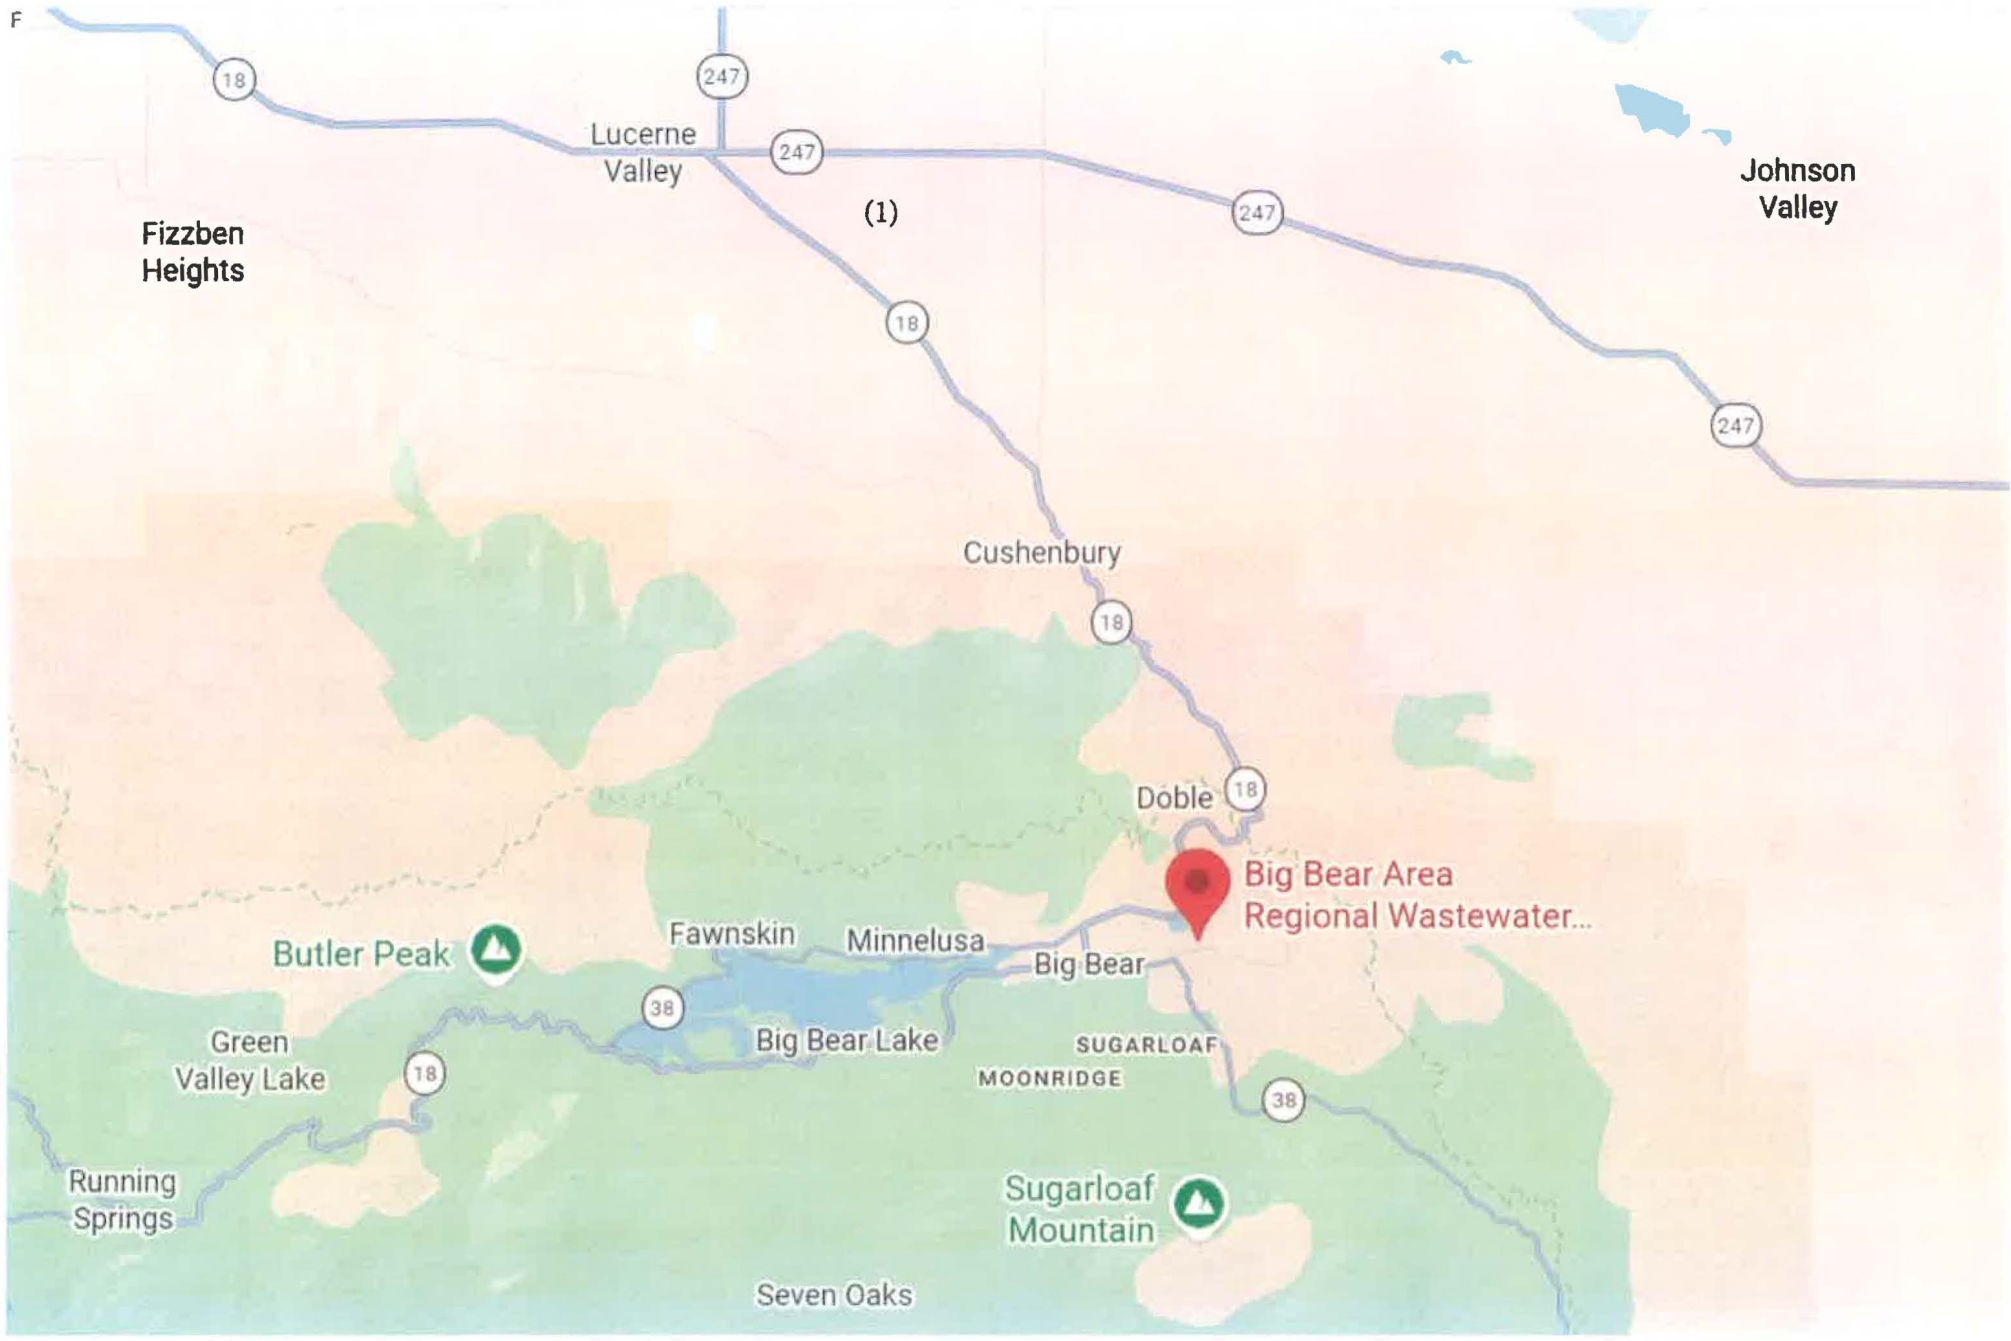 F
18
247
Lucerne
Valley
247
Johnson
Valley
(1)
247
Fizzben
Heights
18
247
Cushenbury
18
Doble
18
Big Bear Area
Regional Wastewater...
Butler Peak
Fawnskin
Minnelusa
Big Bear
38
Green
Valley Lake
18
Big Bear Lake
SUGARLOAF
MOONRIDGE
38
Running
Springs
Sugarloaf
Mountain
Seven Oaks